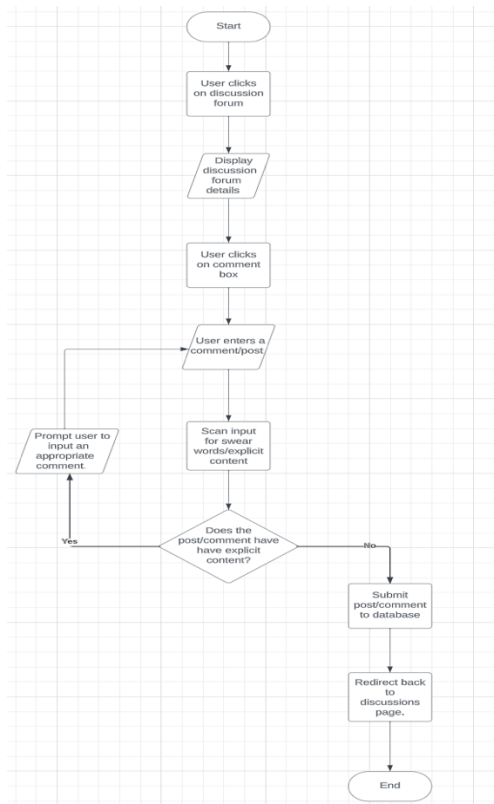 Start
User clicks
on discussion
forum
Display
discussion
forum
details
User clicks
on comment
box
User enters a
comment/post
Scan input
for swear
words/explicit
content
Prompt user to
input an
appropriate
comment.
Does the
post/comment have
have explicit
content?
Yes
No
Submit
post/comment
to database
Redirect back
to
discussions
page.
End